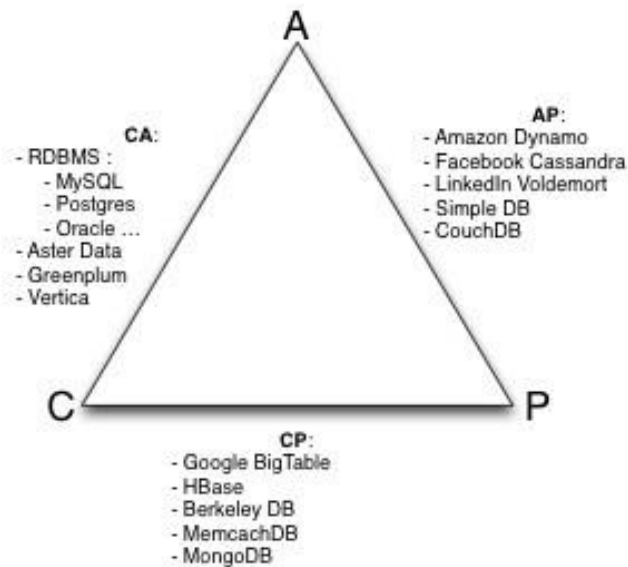 A
CA:
- RDBMS :
- MySQL
- Postgres
- Oracle ...
- Aster Data
- Greenplum
- Vertica
AP:
- Amazon Dynamo
- Facebook Cassandra
- LinkedIn Voldemort
- Simple DB
- CouchDB
C
P
CP:
- Google BigTable
- HBase
- Berkeley DB
- MemcachDB
- MongoDB